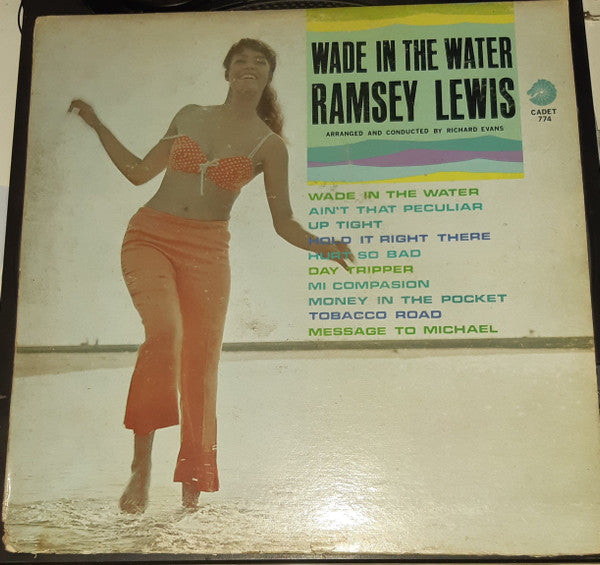 WADE IN THE WATER
RAMSEY LEWIS
ARRANGED AND CONDUCTED BY RICHARD EVANS
CADET
774
WADE IN THE WATER
AIN'T THAT PECULIAR
UP TIGHT
HOLD IT RIGHT THERE
HURT SO BAD
DAY TRIPPER
MI COMPASION
MONEY IN THE POCKET
TOBACCO ROAD
MESSAGE TO MICHAEL